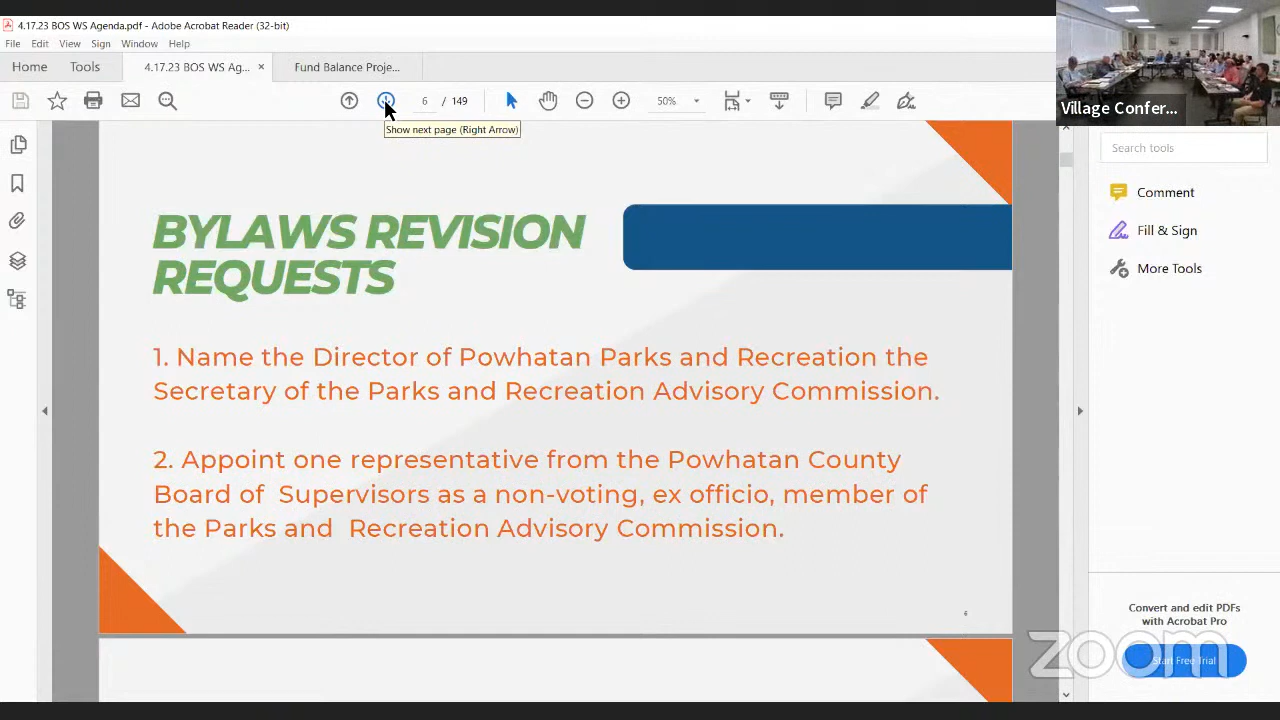 4.17.23 BOS WS Agenda.pdf - Adobe Acrobat Reader (32-bit)
File Edit View Sign Window Help
Home Tools 4.17.23 BOS WS Ag... × Fund Balance Proje...
6 / 149 50%
Show next page (Right Arrow)
Village Confer...
Search tools
Comment
Fill & Sign
More Tools
BYLAWS REVISION
REQUESTS
1. Name the Director of Powhatan Parks and Recreation the
Secretary of the Parks and Recreation Advisory Commission.
2. Appoint one representative from the Powhatan County
Board of Supervisors as a non-voting, ex officio, member of
the Parks and Recreation Advisory Commission.
6
Convert and edit PDFs
with Acrobat Pro
Start Free Trial
zoom